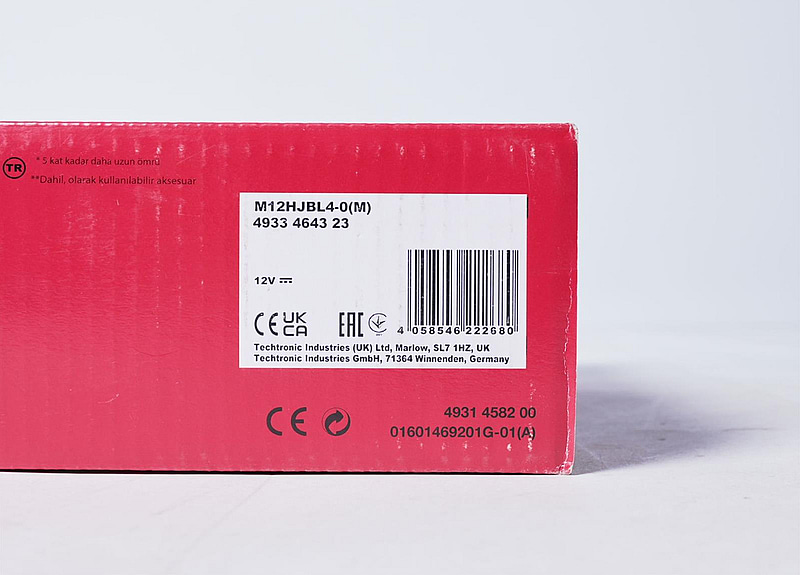 TR
* 5 kat kadar daha uzun ömrü
**Dahil, olarak kullanılabilir aksesuar
M12HJBL4-0(M)
4933 4643 23
12V
CE UK CA EAC
4 058546 222680
Techtronic Industries (UK) Ltd, Marlow, SL7 1HZ, UK
Techtronic Industries GmbH, 71364 Winnenden, Germany
CE
4931 4582 00
01601469201G-01(A)